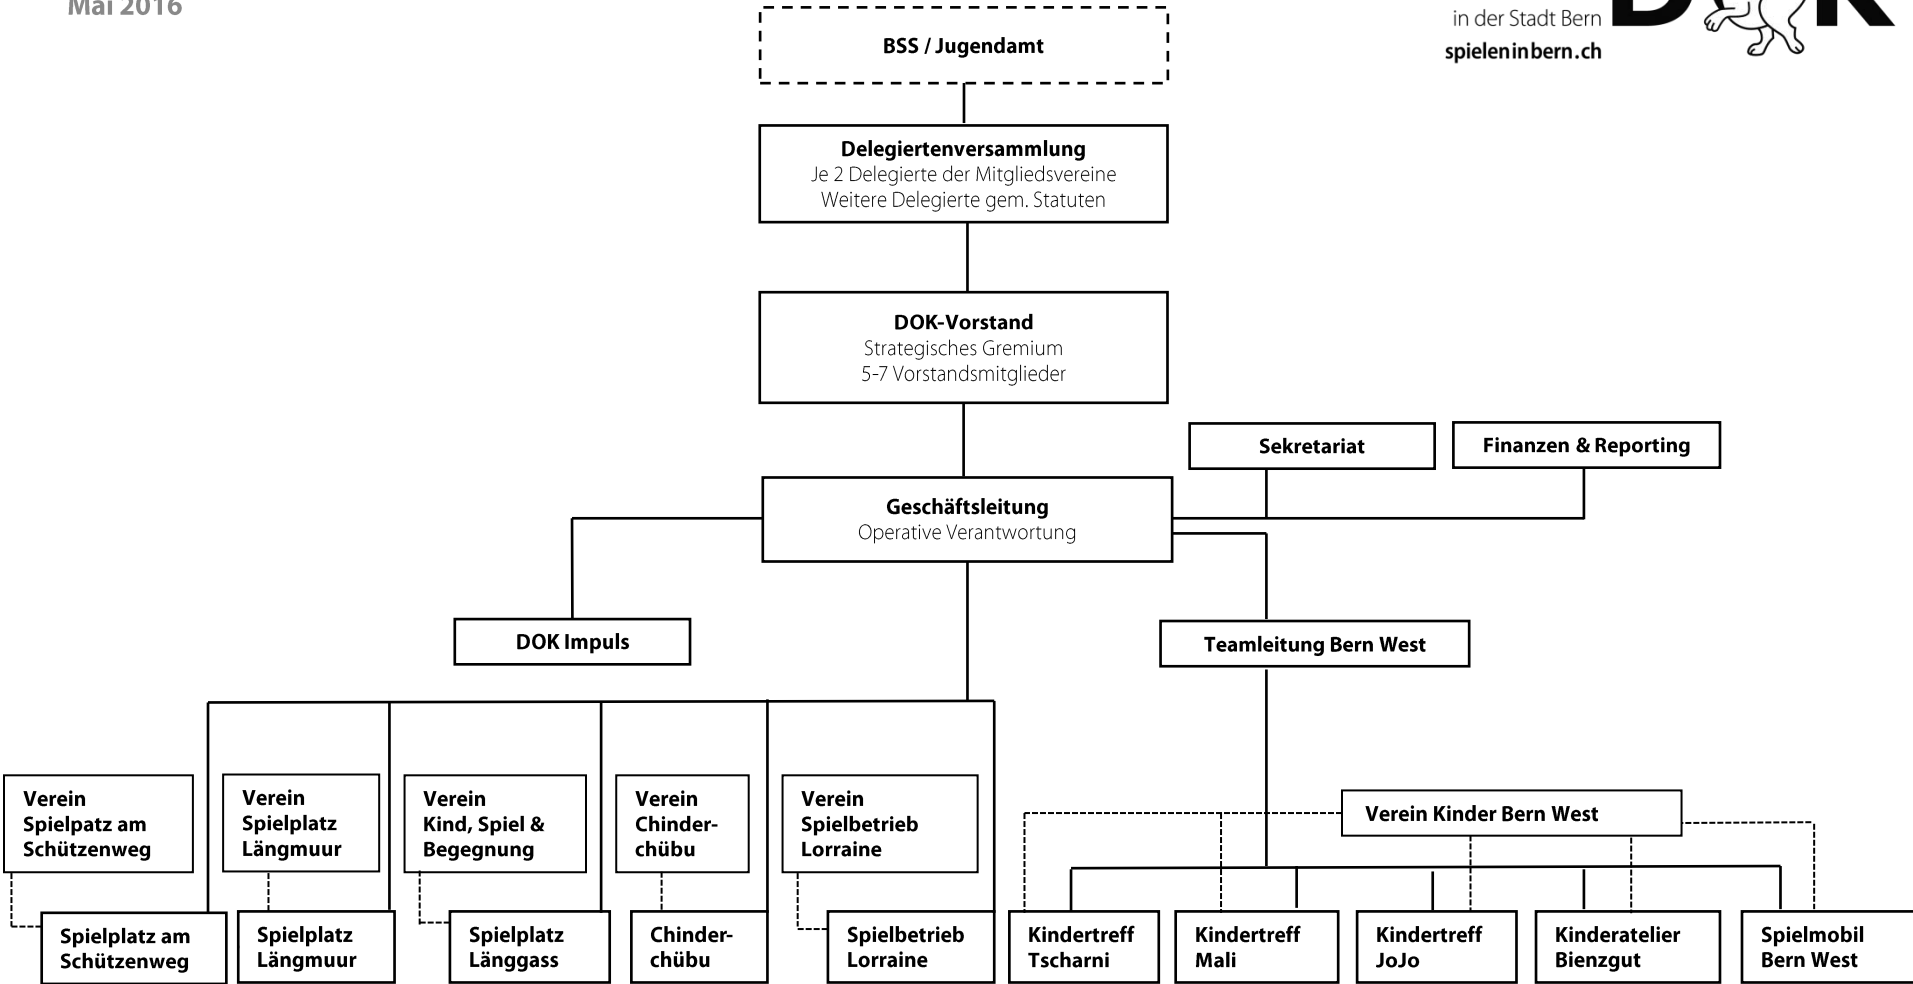 Mai 2016
in der Stadt Bern
spieleninbern.ch
DOK
BSS / Jugendamt
Delegiertenversammlung
Je 2 Delegierte der Mitgliedsvereine
Weitere Delegierte gem. Statuten
DOK-Vorstand
Strategisches Gremium
5-7 Vorstandsmitglieder
Sekretariat
Finanzen & Reporting
Geschäftsleitung
Operative Verantwortung
DOK Impuls
Teamleitung Bern West
Verein
Spielpatz am
Schützenweg
Verein
Spielplatz
Längmuur
Verein
Kind, Spiel &
Begegnung
Verein
Chinder-
chübu
Verein
Spielbetrieb
Lorraine
Verein Kinder Bern West
Spielplatz am
Schützenweg
Spielplatz
Längmuur
Spielplatz
Länggass
Chinder-
chübu
Spielbetrieb
Lorraine
Kindertreff
Tscharni
Kindertreff
Mali
Kindertreff
JoJo
Kinderatelier
Bienzgut
Spielmobil
Bern West